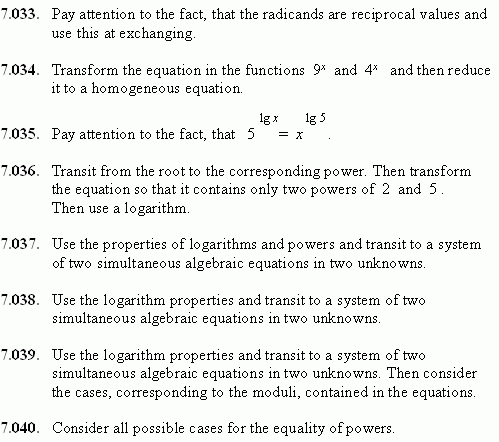 7.033. Pay attention to the fact, that the radicands are reciprocal values and
use this at exchanging.
7.034. Transform the equation in the functions 9^x and 4^x and then reduce
it to a homogeneous equation.
7.035. Pay attention to the fact, that 5^{lg x} = x^{lg 5}.
7.036. Transit from the root to the corresponding power. Then transform
the equation so that it contains only two powers of 2 and 5 .
Then use a logarithm.
7.037. Use the properties of logarithms and powers and transit to a system
of two simultaneous algebraic equations in two unknowns.
7.038. Use the logarithm properties and transit to a system of two
simultaneous algebraic equations in two unknowns.
7.039. Use the logarithm properties and transit to a system of two
simultaneous algebraic equations in two unknowns. Then consider
the cases, corresponding to the moduli, contained in the equations.
7.040. Consider all possible cases for the equality of powers.